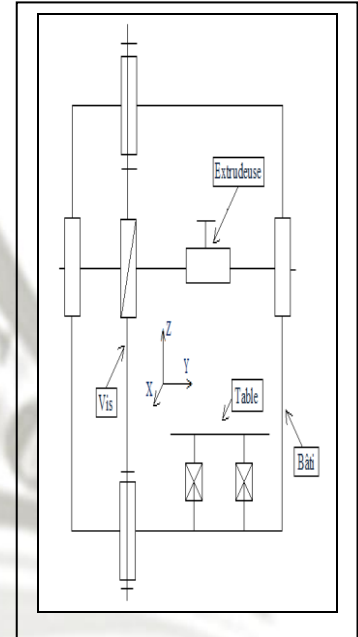 Extrudeuse
Z
Y
X
Vis
Table
Bâti